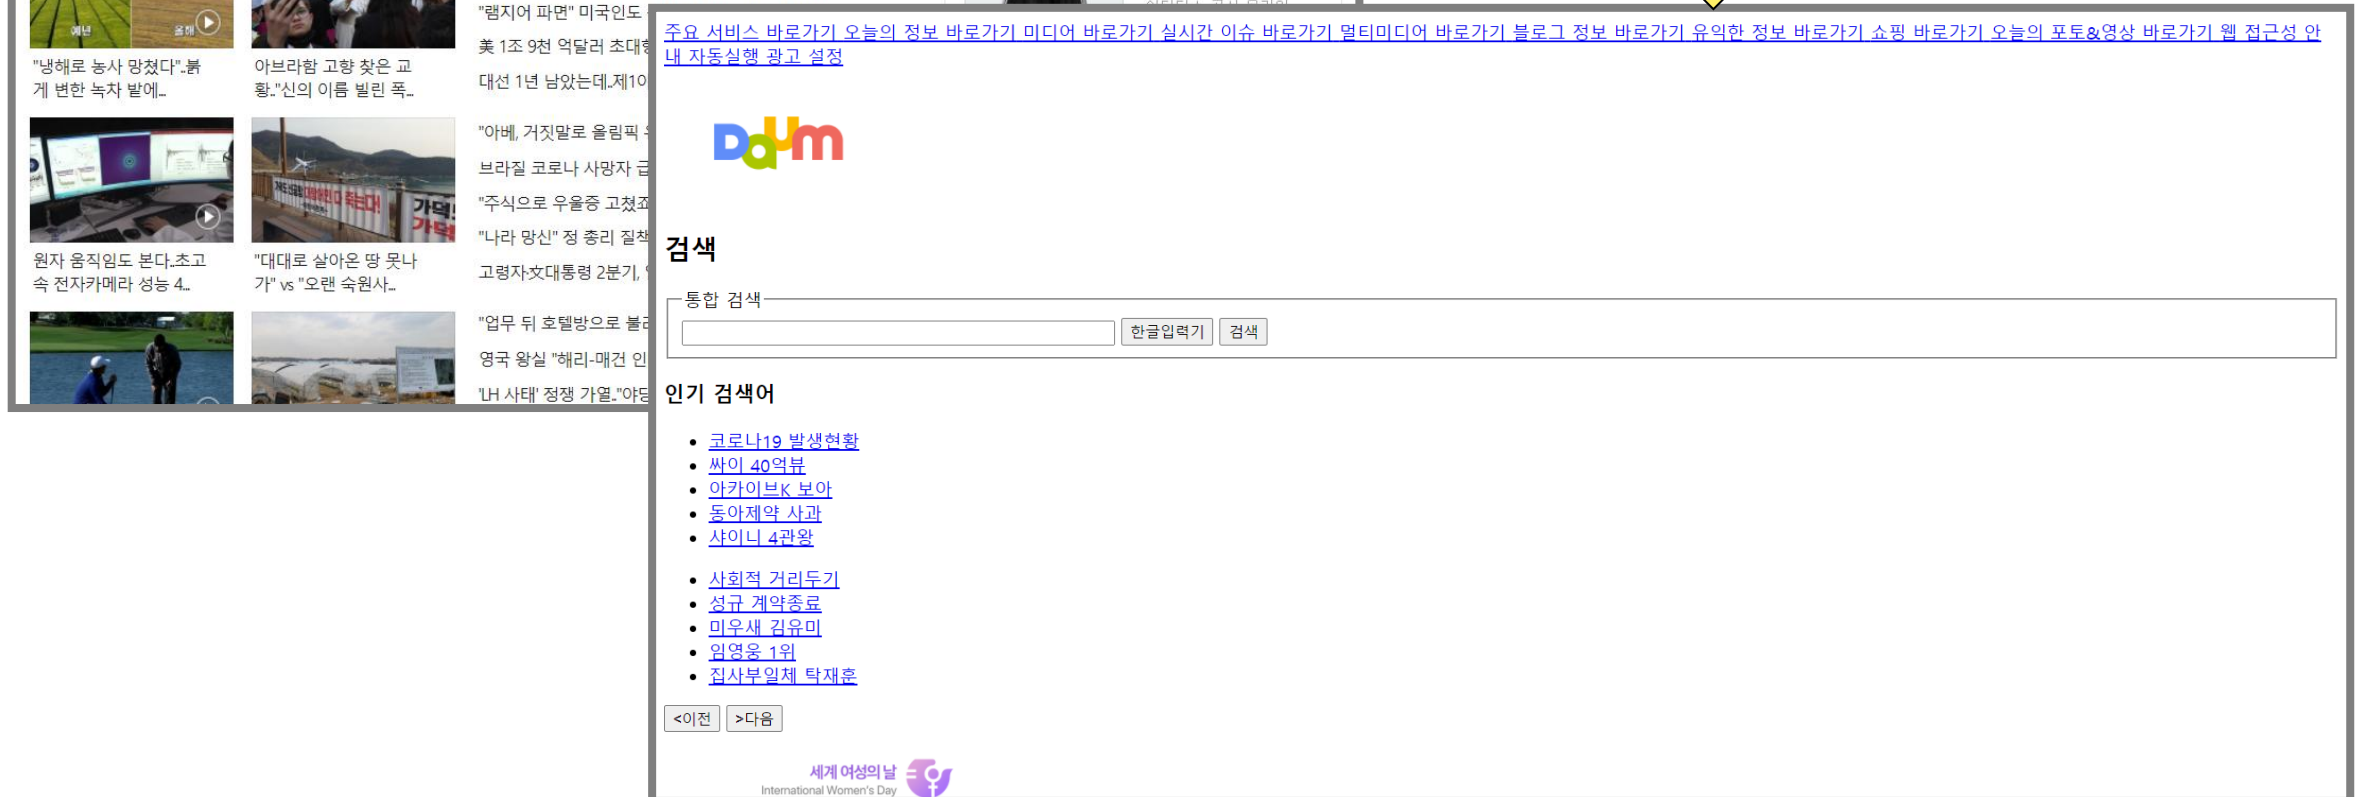 예년
올해
"냉해로 농사 망쳤다"..붉
게 변한 녹차 밭에...
아브라함 고향 찾은 교
황.."신의 이름 빌린 폭...
원자 움직임도 본다..초고
속 전자카메라 성능 4...
"대대로 살아온 땅 못나
가" vs "오랜 숙원사...
"램지어 파면" 미국인도
美 1조 9천 억달러 초대형
대선 1년 남았는데..제1야
"아베, 거짓말로 올림픽
브라질 코로나 사망자 급
"주식으로 우울증 고쳤죠
"나라 망신" 정 총리 질책
고령자·文대통령 2분기,
"업무 뒤 호텔방으로 불러
영국 왕실 "해리-매건 인
'LH 사태' 정쟁 가열.."야당
주요 서비스 바로가기 오늘의 정보 바로가기 미디어 바로가기 실시간 이슈 바로가기 멀티미디어 바로가기 블로그 정보 바로가기 유익한 정보 바로가기 쇼핑 바로가기 오늘의 포토&영상 바로가기 웹 접근성 안
내 자동실행 광고 설정
Daum
검색
통합 검색
한글입력기 검색
인기 검색어
코로나19 발생현황
싸이 40억뷰
아카이브K 보아
동아제약 사과
샤이니 4관왕
사회적 거리두기
성규 계약종료
미우새 김유미
임영웅 1위
집사부일체 탁재훈
<이전 >다음
세계 여성의 날
International Women's Day